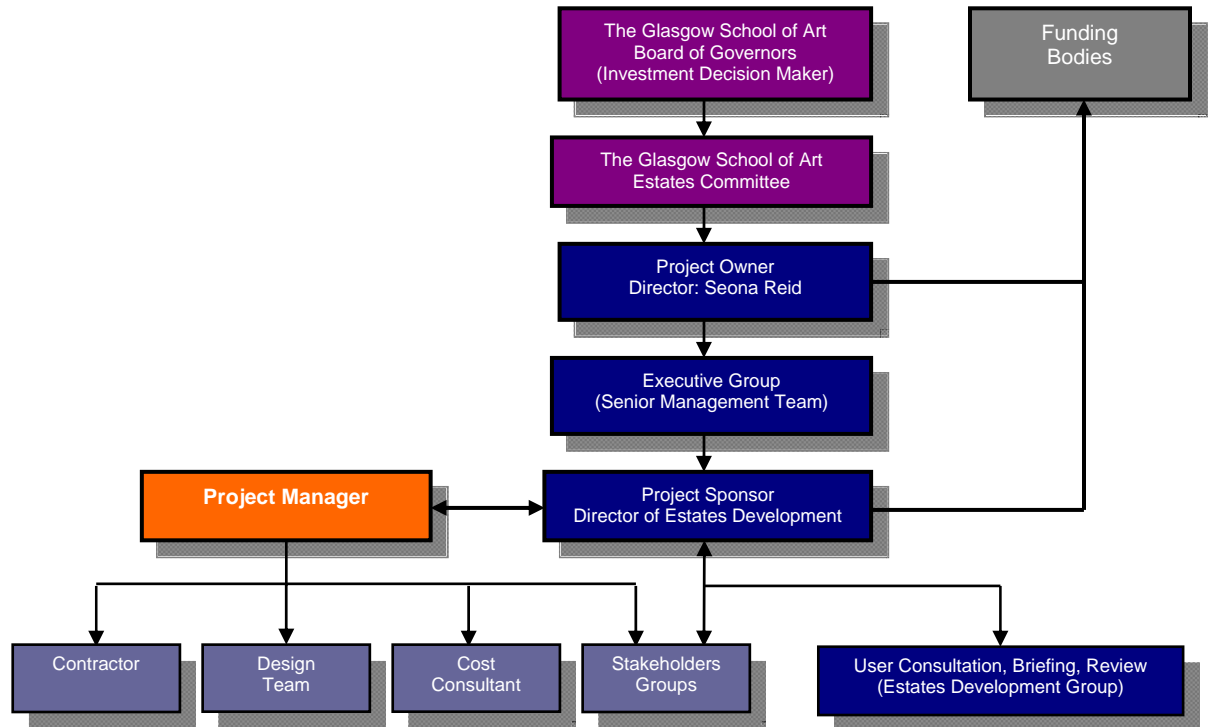 The Glasgow School of Art
Board of Governors
(Investment Decision Maker)
Funding
Bodies
The Glasgow School of Art
Estates Committee
Project Owner
Director: Seona Reid
Executive Group
(Senior Management Team)
Project Manager
Project Sponsor
Director of Estates Development
Contractor
Design
Team
Cost
Consultant
Stakeholders
Groups
User Consultation, Briefing, Review
(Estates Development Group)